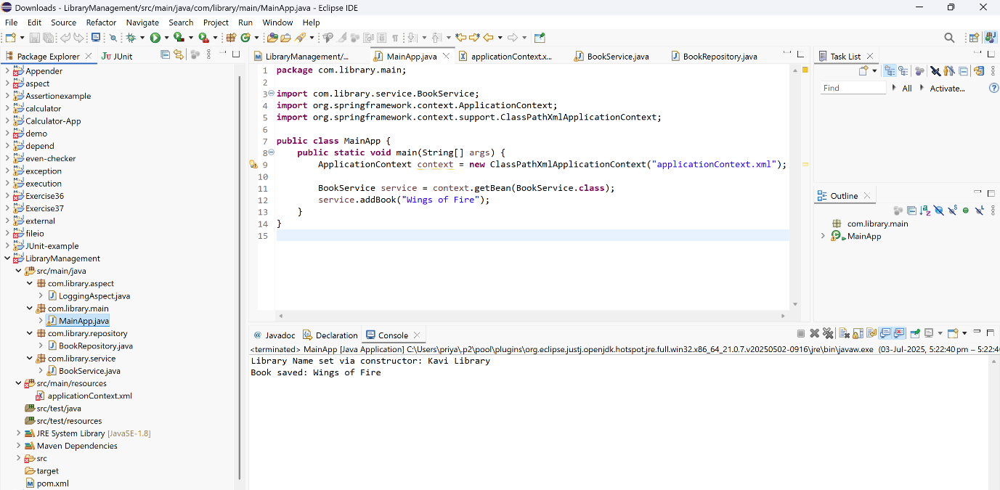 Downloads - LibraryManagement/src/main/java/com/library/main/MainApp.java - Eclipse IDE
File Edit Source Refactor Navigate Search Project Run Window Help
Package Explorer
JUnit
Appender
aspect
Assertionexample
calculator
Calculator-App
demo
depend
even-checker
exception
execution
Exercise36
Exercise37
external
fileio
JUnit-example
LibraryManagement
src/main/java
com.library.aspect
LoggingAspect.java
com.library.main
MainApp.java
com.library.repository
BookRepository.java
com.library.service
BookService.java
src/main/resources
applicationContext.xml
src/test/java
src/test/resources
JRE System Library [JavaSE-1.8]
Maven Dependencies
src
target
pom.xml
LibraryManagement/... MainApp.java applicationContext.x... BookService.java BookRepository.java
1 package com.library.main;
2
3 import com.library.service.BookService;
4 import org.springframework.context.ApplicationContext;
5 import org.springframework.context.support.ClassPathXmlApplicationContext;
6
7 public class MainApp {
8 public static void main(String[] args) {
9 ApplicationContext context = new ClassPathXmlApplicationContext("applicationContext.xml");
10
11 BookService service = context.getBean(BookService.class);
12 service.addBook("Wings of Fire");
13 }
14 }
15
Task List
Find All Activate...
Outline
com.library.main
MainApp
@ Javadoc Declaration Console
<terminated> MainApp [Java Application] C:\Users\priya\.p2\pool\plugins\org.eclipse.justj.openjdk.hotspot.jre.full.win32.x86_64_21.0.7.v20250502-0916\jre\bin\javaw.exe (03-Jul-2025, 5:22:40 pm – 5:22:4
Library Name set via constructor: Kavi Library
Book saved: Wings of Fire